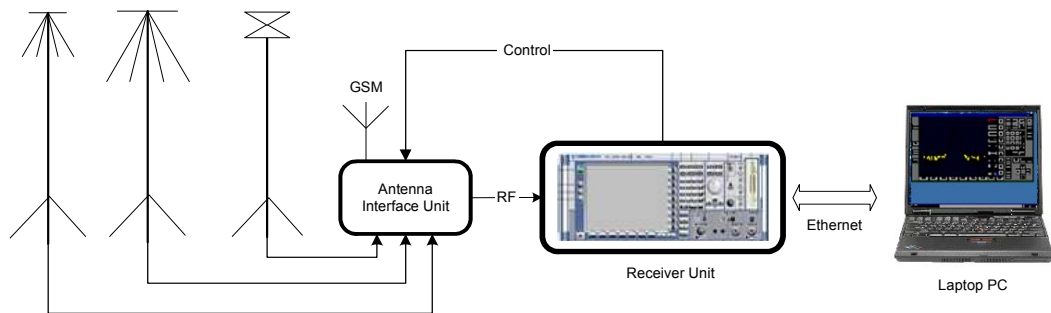 Control
GSM
Antenna
Interface Unit
RF
Ethernet
Receiver Unit
Laptop PC